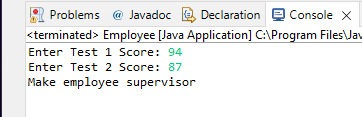 Problems @ Javadoc Declaration Console
<terminated> Employee [Java Application] C:\Program Files\Jav
Enter Test 1 Score: 94
Enter Test 2 Score: 87
Make employee supervisor